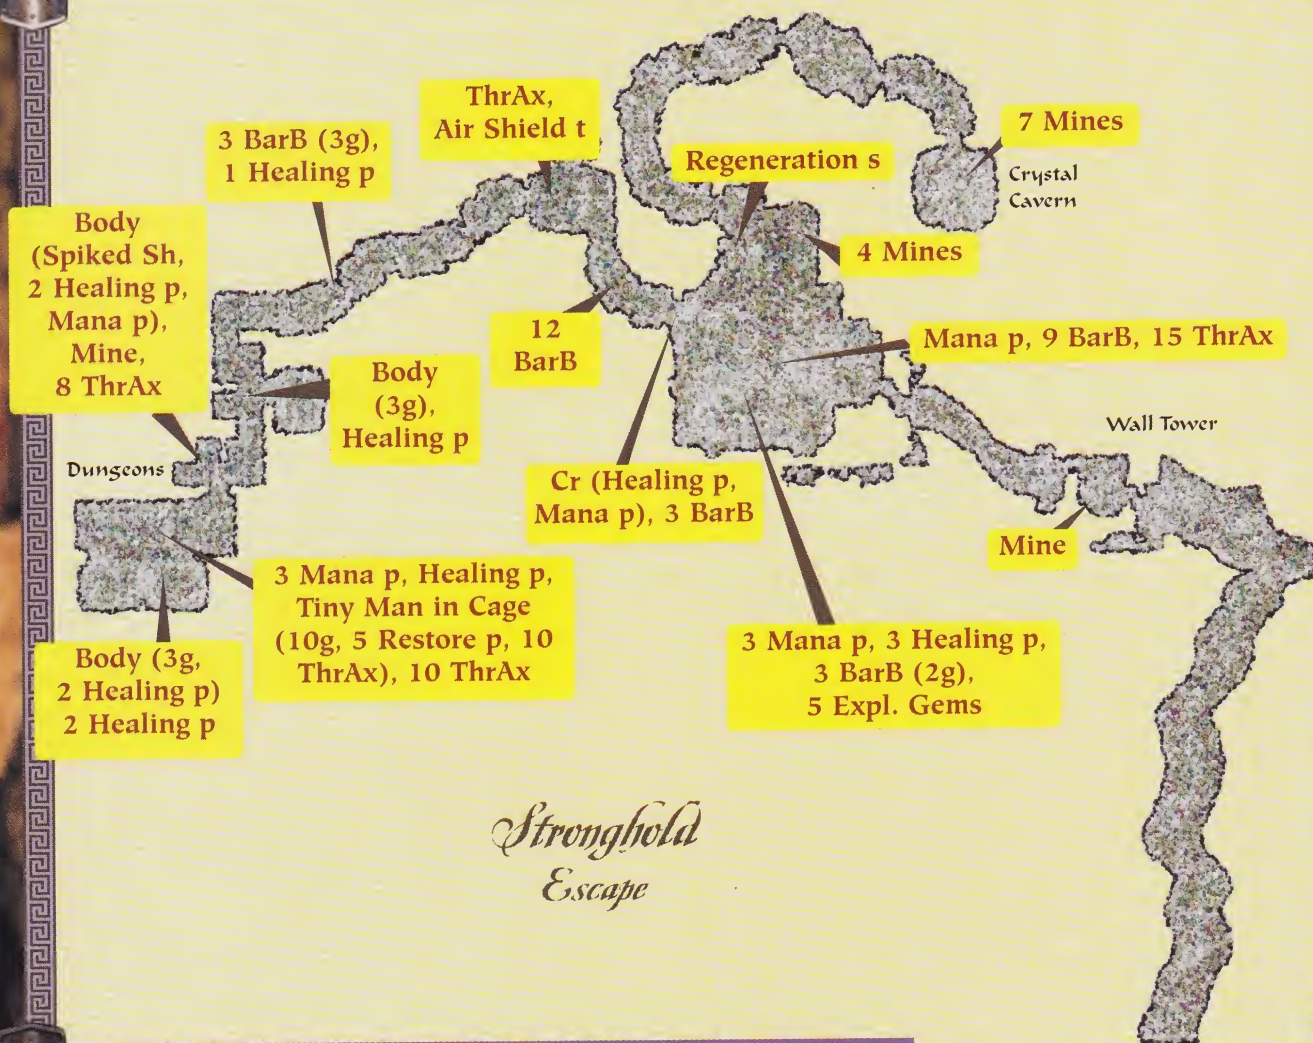 ThrAx,
Air Shield t
3 BarB (3g),
1 Healing p
7 Mines
Regeneration s
Crystal
Cavern
Body
(Spiked Sh,
2 Healing p,
Mana p),
Mine,
8 ThrAx
4 Mines
12
BarB
Mana p, 9 BarB, 15 ThrAx
Body
(3g),
Healing p
Wall Tower
Dungeons
Cr (Healing p,
Mana p), 3 BarB
Mine
3 Mana p, Healing p,
Tiny Man in Cage
(10g, 5 Restore p, 10
ThrAx), 10 ThrAx
Body (3g,
2 Healing p)
2 Healing p
3 Mana p, 3 Healing p,
3 BarB (2g),
5 Expl. Gems
Stronghold
Escape